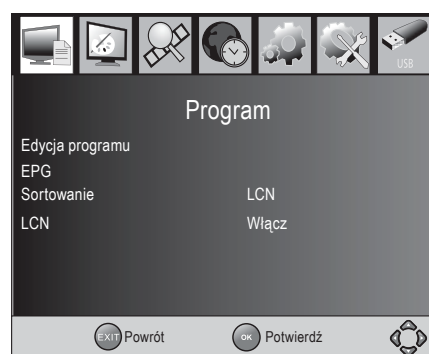 USB
Program
Edycja programu
EPG
Sortowanie LCN
LCN Włącz
EXIT Powrót OK Potwierdź